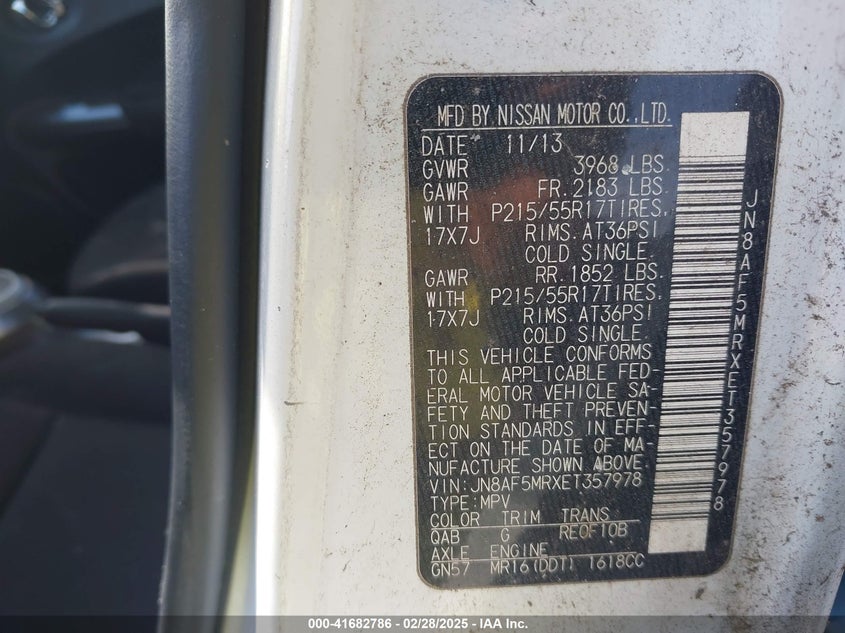 MFD BY NISSAN MOTOR CO.,LTD.
DATE 11/13
GVWR 3968 LBS.
GAWR FR. 2183 LBS.
WITH P215/55R17TIRES,
17X7J RIMS. AT36PSI
COLD SINGLE.
GAWR RR. 1852 LBS.
WITH P215/55R17TIRES,
17X7J RIMS. AT36PSI
COLD SINGLE.
THIS VEHICLE CONFORMS
TO ALL APPLICABLE FED-
ERAL MOTOR VEHICLE SA-
FETY AND THEFT PREVEN-
TION STANDARDS IN EFF-
ECT ON THE DATE OF MA-
NUFACTURE SHOWN ABOVE.
VIN:JN8AF5MRXET357978
TYPE:MPV
COLOR TRIM TRANS
QAB G RE0F10B
AXLE ENGINE
GN57 MR16(DDT) 1618CC
JN8AF5MRXET357978
000-41682786 - 02/28/2025 - IAA Inc.